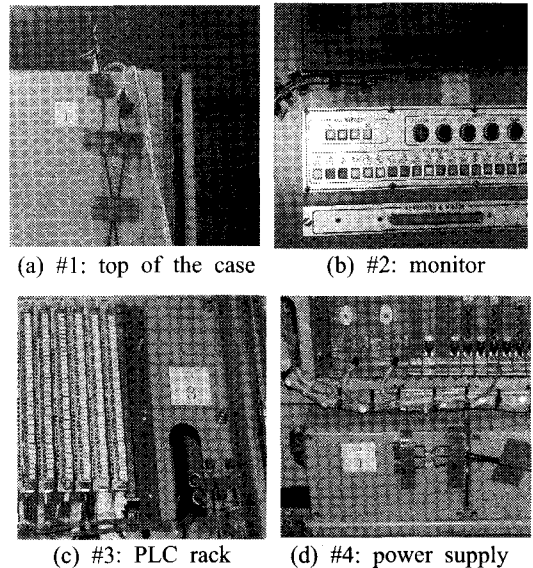 (a) #1: top of the case
(b) #2: monitor
(c) #3: PLC rack
(d) #4: power supply